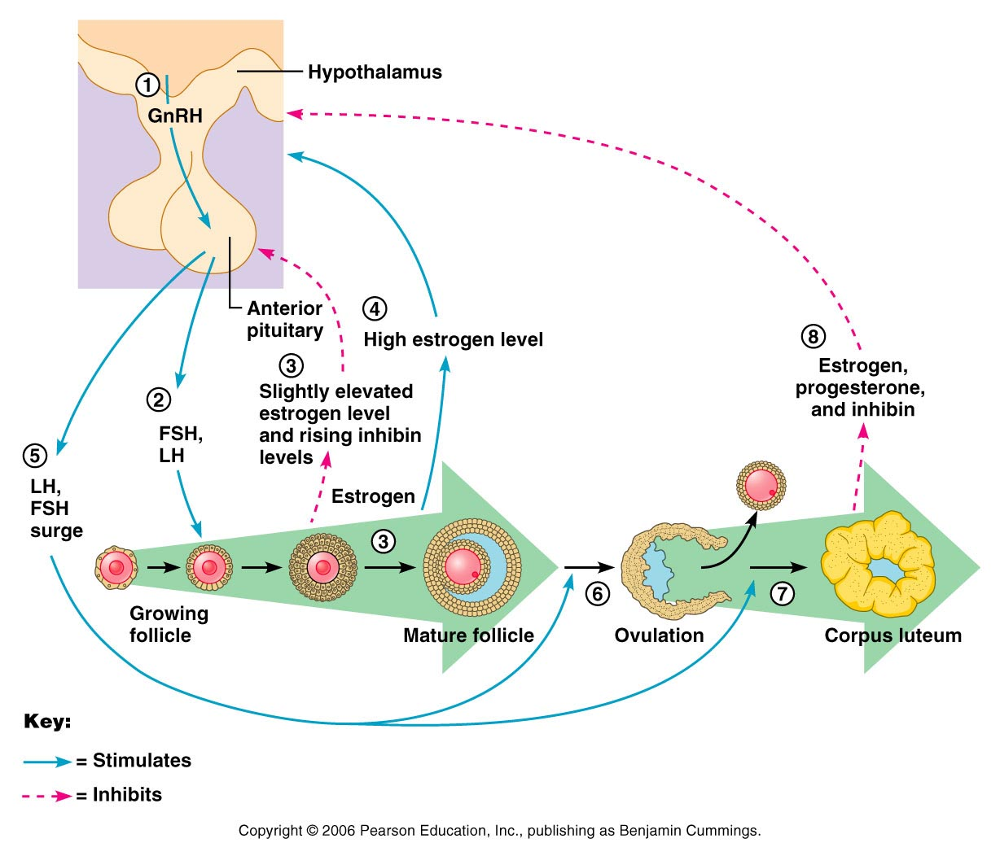 Hypothalamus
1
GnRH
Anterior
pituitary
4
High estrogen level
8
Estrogen,
progesterone,
and inhibin
3
Slightly elevated
estrogen level
and rising inhibin
levels
2
FSH,
LH
5
LH,
FSH
surge
Estrogen
3
6
7
Growing
follicle
Mature follicle
Ovulation
Corpus luteum
Key:
= Stimulates
= Inhibits
Copyright © 2006 Pearson Education, Inc., publishing as Benjamin Cummings.